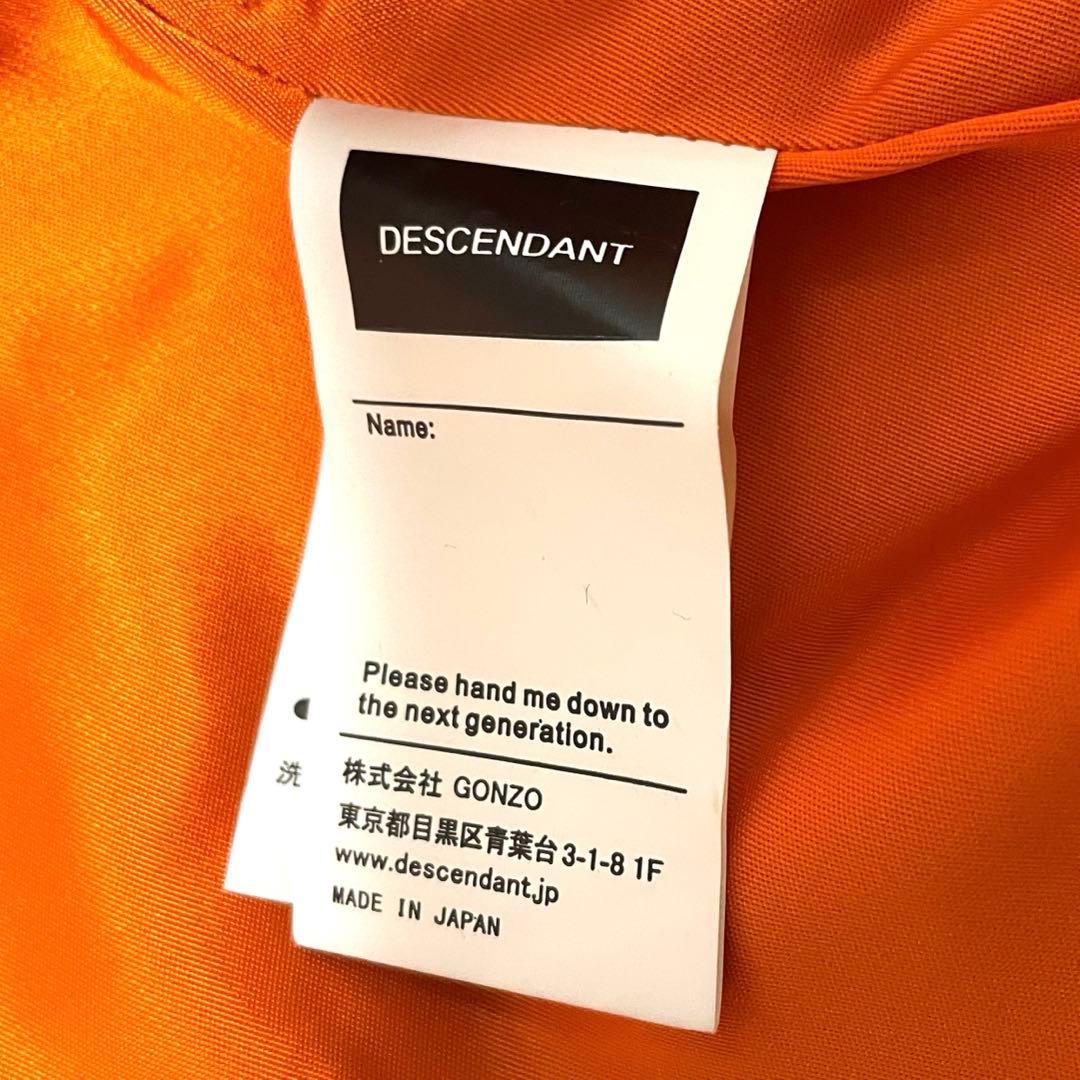 DESCENDANT
Name:
Please hand me down to
the next generation.
株式会社 GONZO
東京都目黒区青葉台3-1-8 1F
www.descendant.jp
MADE IN JAPAN
洗